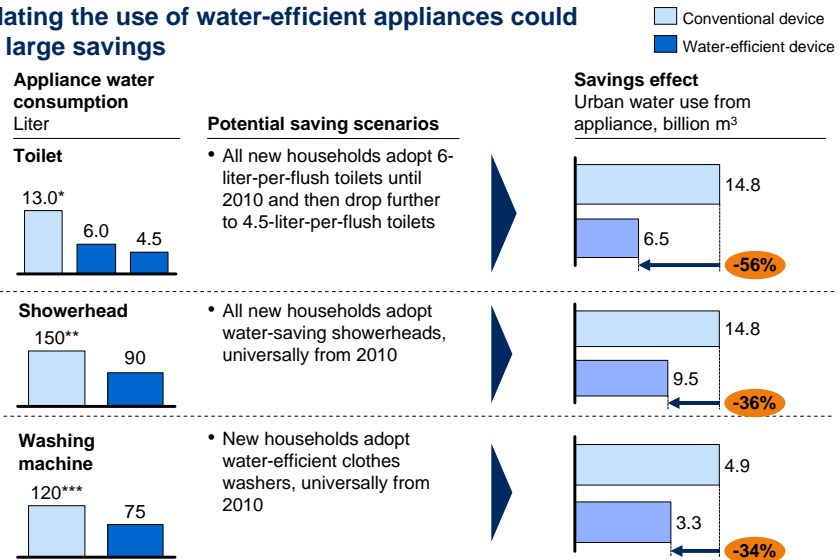 lating the use of water-efficient appliances could
large savings
Conventional device
Water-efficient device
Appliance water
consumption
Liter
Potential saving scenarios
Savings effect
Urban water use from
appliance, billion m³
Toilet
13.0*
6.0
4.5
• All new households adopt 6-
liter-per-flush toilets until
2010 and then drop further
to 4.5-liter-per-flush toilets
14.8
6.5
-56%
Showerhead
150**
90
• All new households adopt
water-saving showerheads,
universally from 2010
14.8
9.5
-36%
Washing
machine
120***
75
• New households adopt
water-efficient clothes
washers, universally from
2010
4.9
3.3
-34%